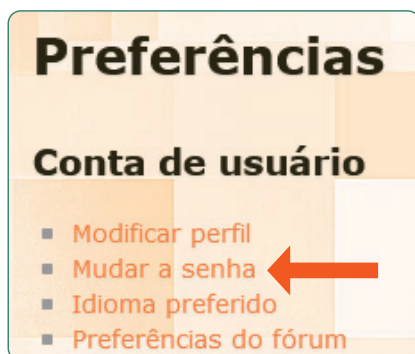 Preferências
Conta de usuário
Modificar perfil
Mudar a senha
Idioma preferido
Preferências do fórum